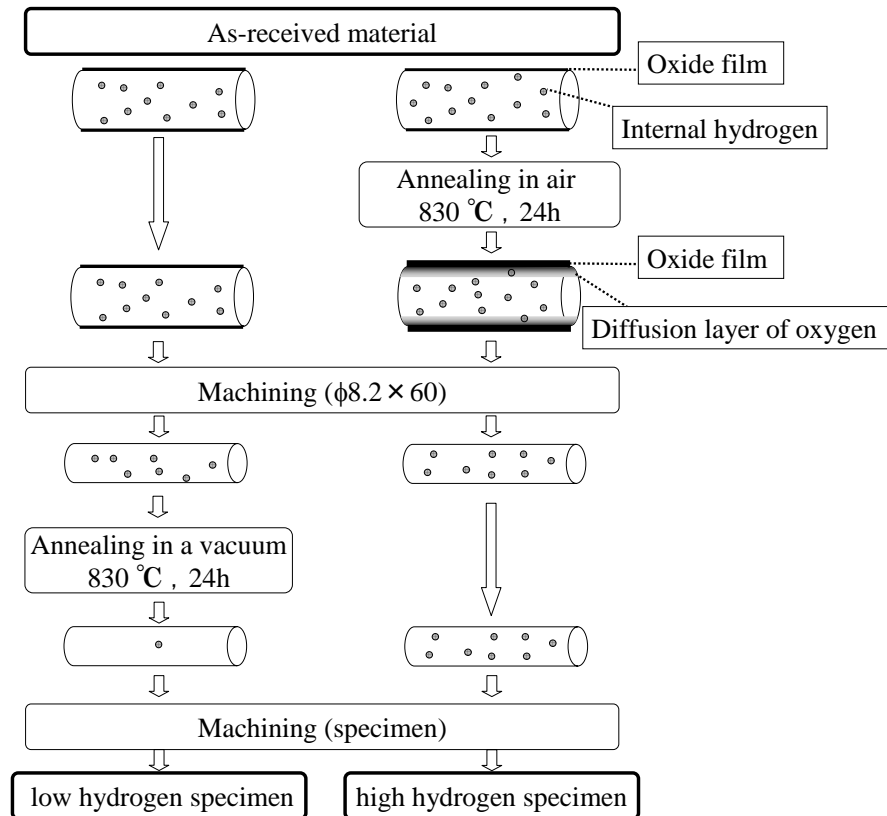 As-received material
Oxide film
Internal hydrogen
Annealing in air
830 ℃ , 24h
Oxide film
Diffusion layer of oxygen
Machining (ϕ8.2 × 60)
Annealing in a vacuum
830 ℃ , 24h
Machining (specimen)
low hydrogen specimen
high hydrogen specimen